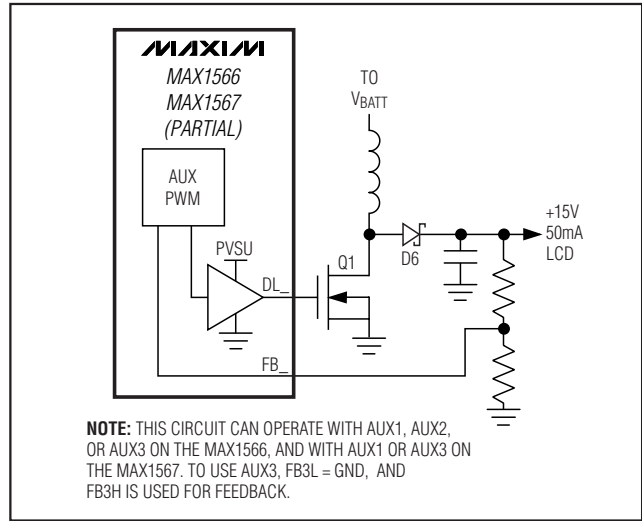 MAXIM
MAX1566
MAX1567
(PARTIAL)
TO
VBATT
AUX
PWM
PVSU
DL_
Q1
D6
+15V
50mA
LCD
FB_
NOTE: THIS CIRCUIT CAN OPERATE WITH AUX1, AUX2,
OR AUX3 ON THE MAX1566, AND WITH AUX1 OR AUX3 ON
THE MAX1567. TO USE AUX3, FB3L = GND, AND
FB3H IS USED FOR FEEDBACK.